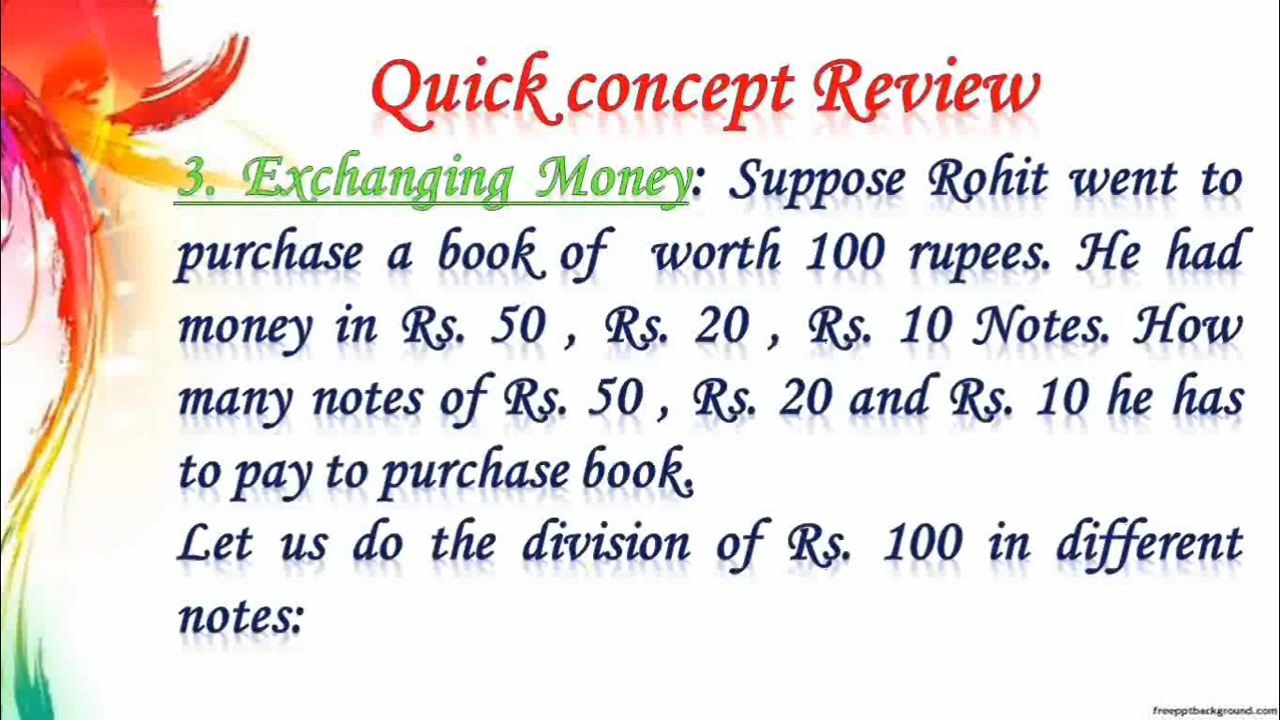 Quick concept Review
3. Exchanging Money: Suppose Rohit went to
purchase a book of worth 100 rupees. He had
money in Rs. 50 , Rs. 20 , Rs. 10 Notes. How
many notes of Rs. 50 , Rs. 20 and Rs. 10 he has
to pay to purchase book.
Let us do the division of Rs. 100 in different
notes:
freepptbackground.com